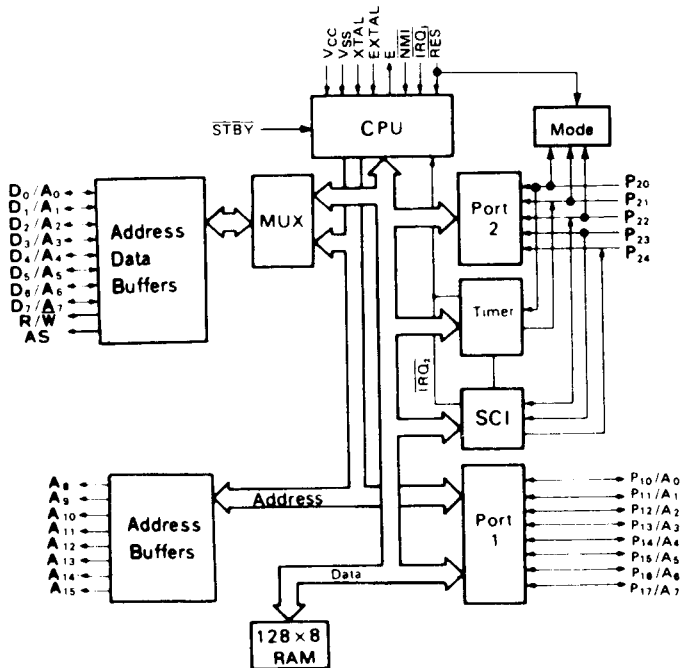 VCC
VSS
XTAL
EXTAL
E
NMI
IRQ1
RES
STBY
CPU
Mode
D0/A0
D1/A1
D2/A2
D3/A3
D4/A4
D5/A5
D6/A6
D7/A7
R/W
AS
Address
Data
Buffers
MUX
Port
2
P20
P21
P22
P23
P24
Timer
IRQ2
SCI
A8
A9
A10
A11
A12
A13
A14
A15
Address
Buffers
Address
Port
1
P10/A0
P11/A1
P12/A2
P13/A3
P14/A4
P15/A5
P16/A6
P17/A7
Data
128×8
RAM